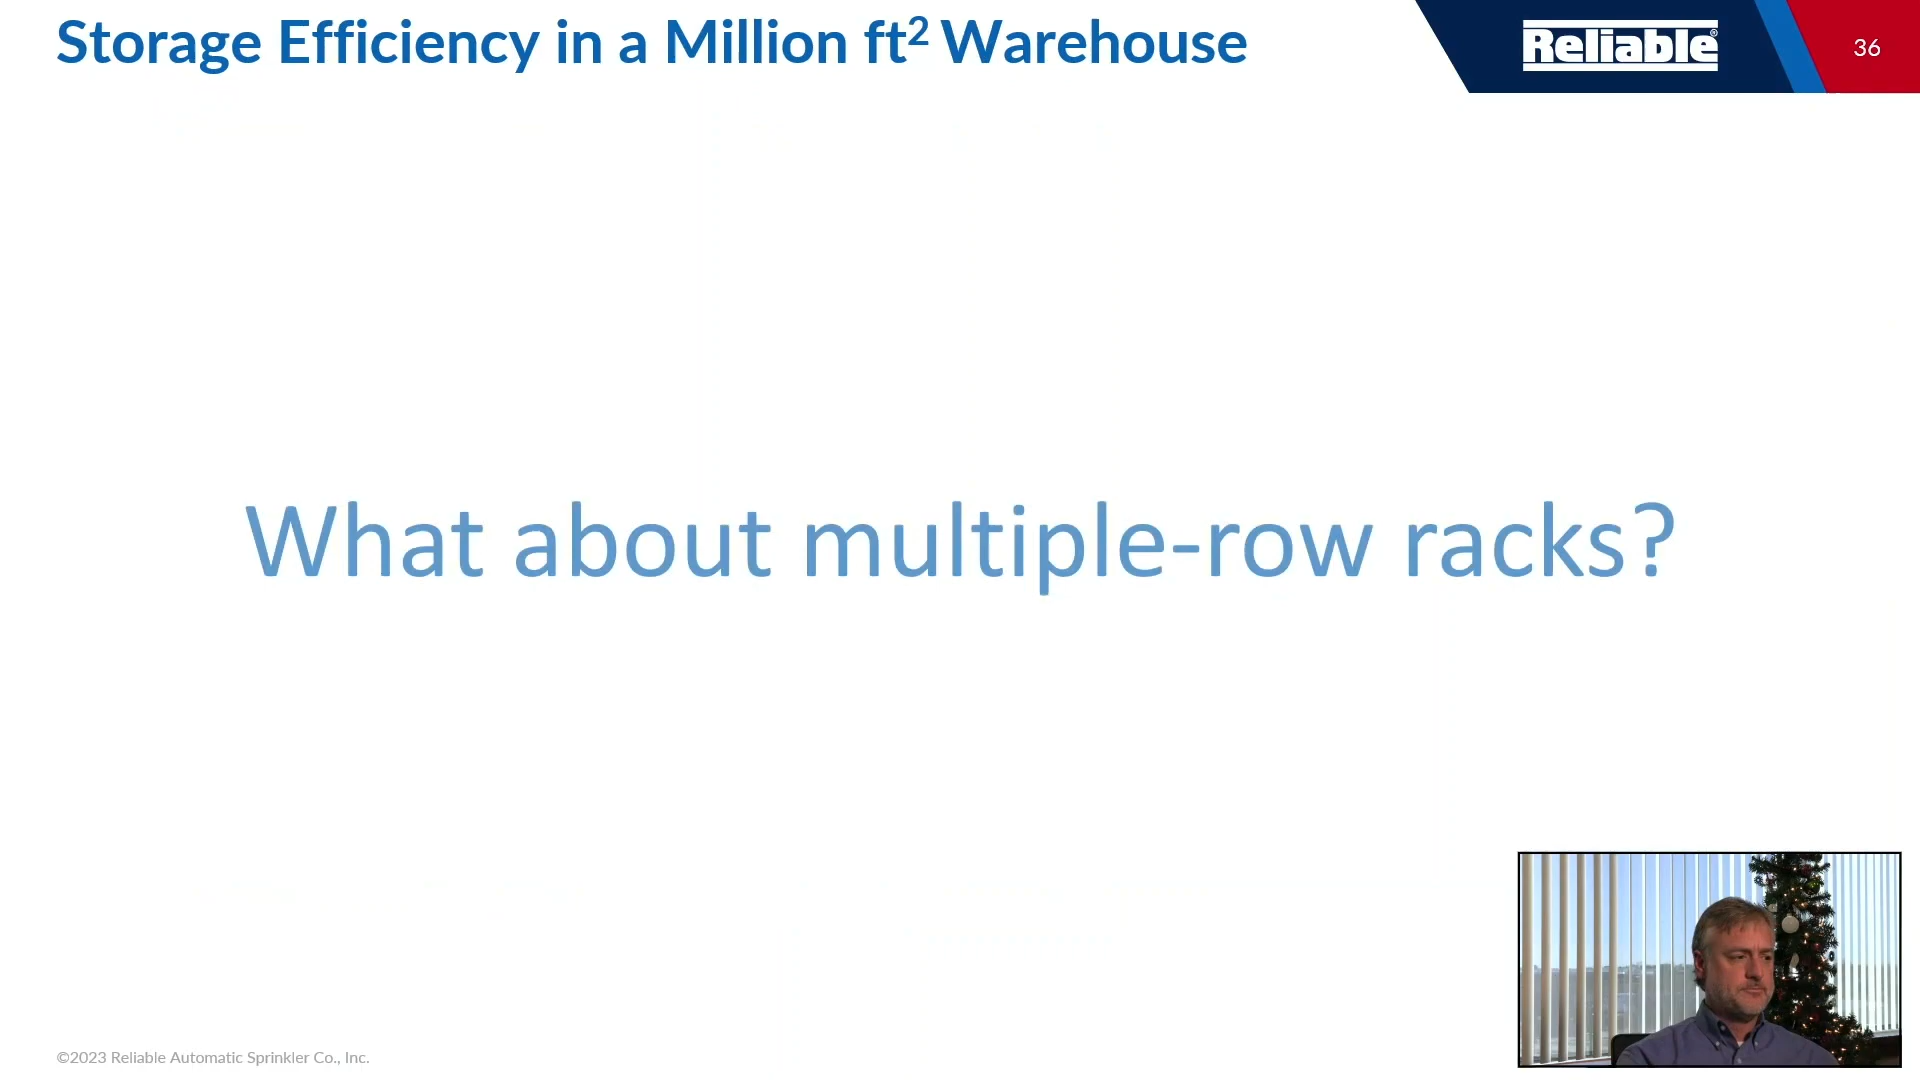 Storage Efficiency in a Million ft² Warehouse
Reliable®
36
What about multiple-row racks?
©2023 Reliable Automatic Sprinkler Co., Inc.